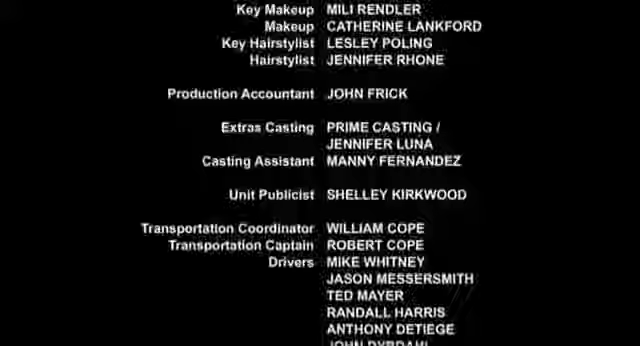 Key Makeup MILI RENDLER
Makeup CATHERINE LANKFORD
Key Hairstylist LESLEY POLING
Hairstylist JENNIFER RHONE
Production Accountant JOHN FRICK
Extras Casting PRIME CASTING /
JENNIFER LUNA
Casting Assistant MANNY FERNANDEZ
Unit Publicist SHELLEY KIRKWOOD
Transportation Coordinator WILLIAM COPE
Transportation Captain ROBERT COPE
Drivers MIKE WHITNEY
JASON MESSERSMITH
TED MAYER
RANDALL HARRIS
ANTHONY DETIEGE
JOHN